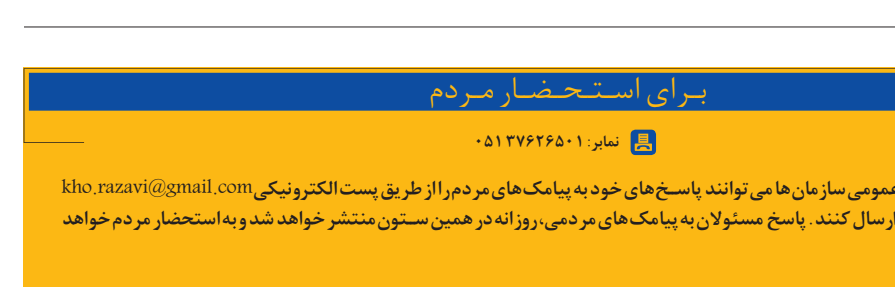 برای استحضار مردم
نمابر: ۰۵۱۳۷۶۲۶۵۰۱
عمومی سازمان‌ها می توانند پاسخ‌های خود به پیامک‌های مردم را از طریق پست الکترونیکی kho.razavi@gmail.com
ارسال کنند. پاسخ مسئولان به پیامک‌های مردمی، روزانه در همین ستون منتشر خواهد شد و به استحضار مردم خواهد